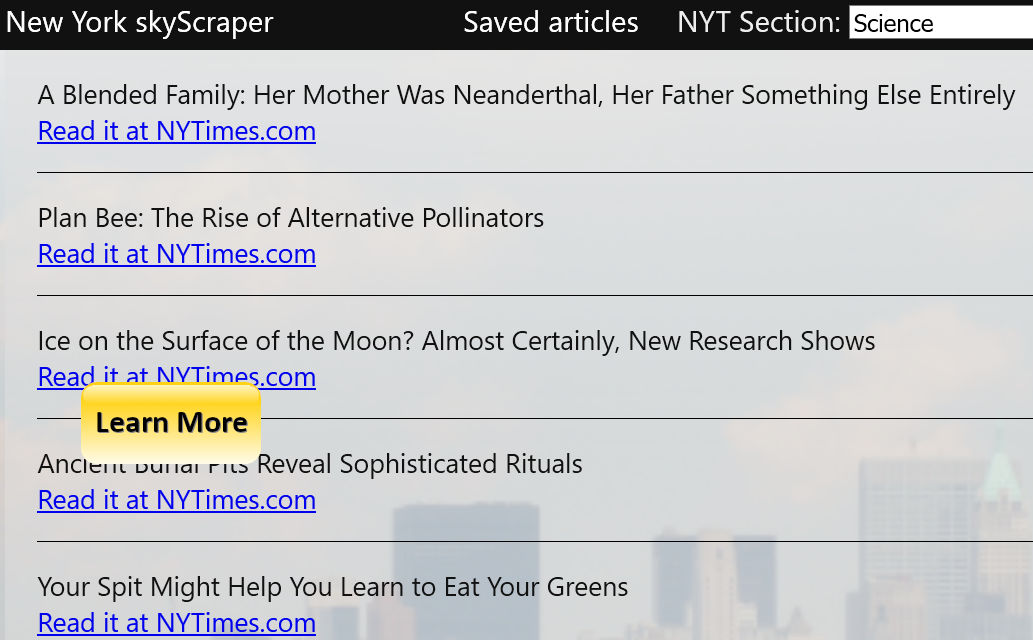 New York skyScraper Saved articles NYT Section: Science
A Blended Family: Her Mother Was Neanderthal, Her Father Something Else Entirely
Read it at NYTimes.com
Plan Bee: The Rise of Alternative Pollinators
Read it at NYTimes.com
Ice on the Surface of the Moon? Almost Certainly, New Research Shows
Read it at NYTimes.com
Learn More
Ancient Burial Pits Reveal Sophisticated Rituals
Read it at NYTimes.com
Your Spit Might Help You Learn to Eat Your Greens
Read it at NYTimes.com